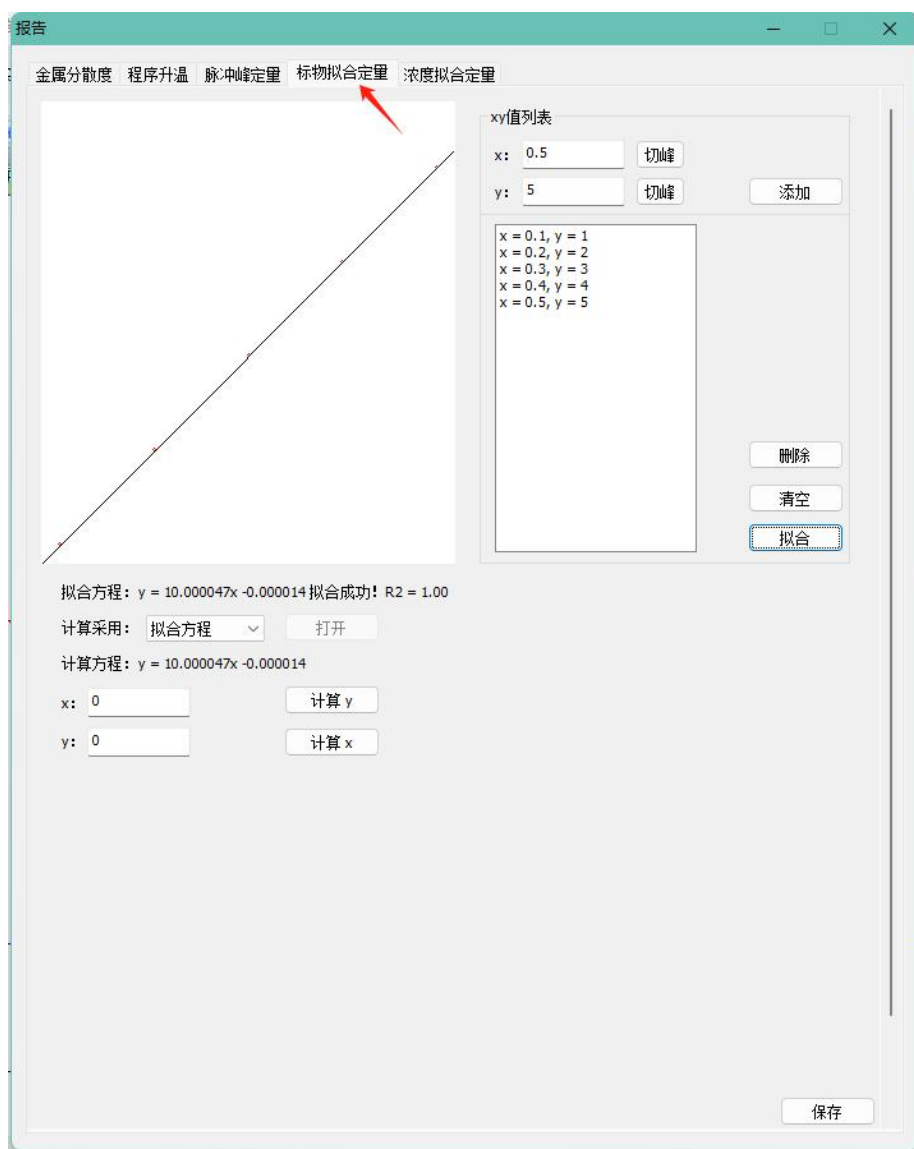 报告
金属分散度 程序升温 脉冲峰定量 标物拟合定量 浓度拟合定量
xy值列表
x: 0.5 切峰
y: 5 切峰 添加
x = 0.1, y = 1
x = 0.2, y = 2
x = 0.3, y = 3
x = 0.4, y = 4
x = 0.5, y = 5
删除
清空
拟合
拟合方程: y = 10.000047x -0.000014 拟合成功! R2 = 1.00
计算采用: 拟合方程 打开
计算方程: y = 10.000047x -0.000014
x: 0 计算 y
y: 0 计算 x
保存